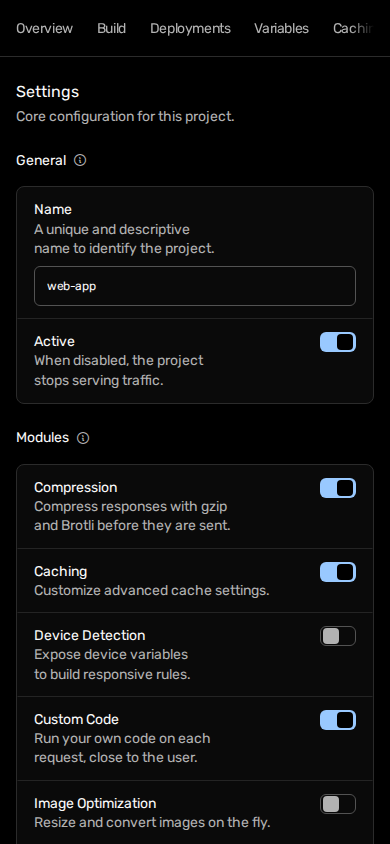 Overview Build Deployments Variables Caching
Settings
Core configuration for this project.
General
Name
A unique and descriptive
name to identify the project.
web-app
Active
When disabled, the project
stops serving traffic.
Modules
Compression
Compress responses with gzip
and Brotli before they are sent.
Caching
Customize advanced cache settings.
Device Detection
Expose device variables
to build responsive rules.
Custom Code
Run your own code on each
request, close to the user.
Image Optimization
Resize and convert images on the fly.